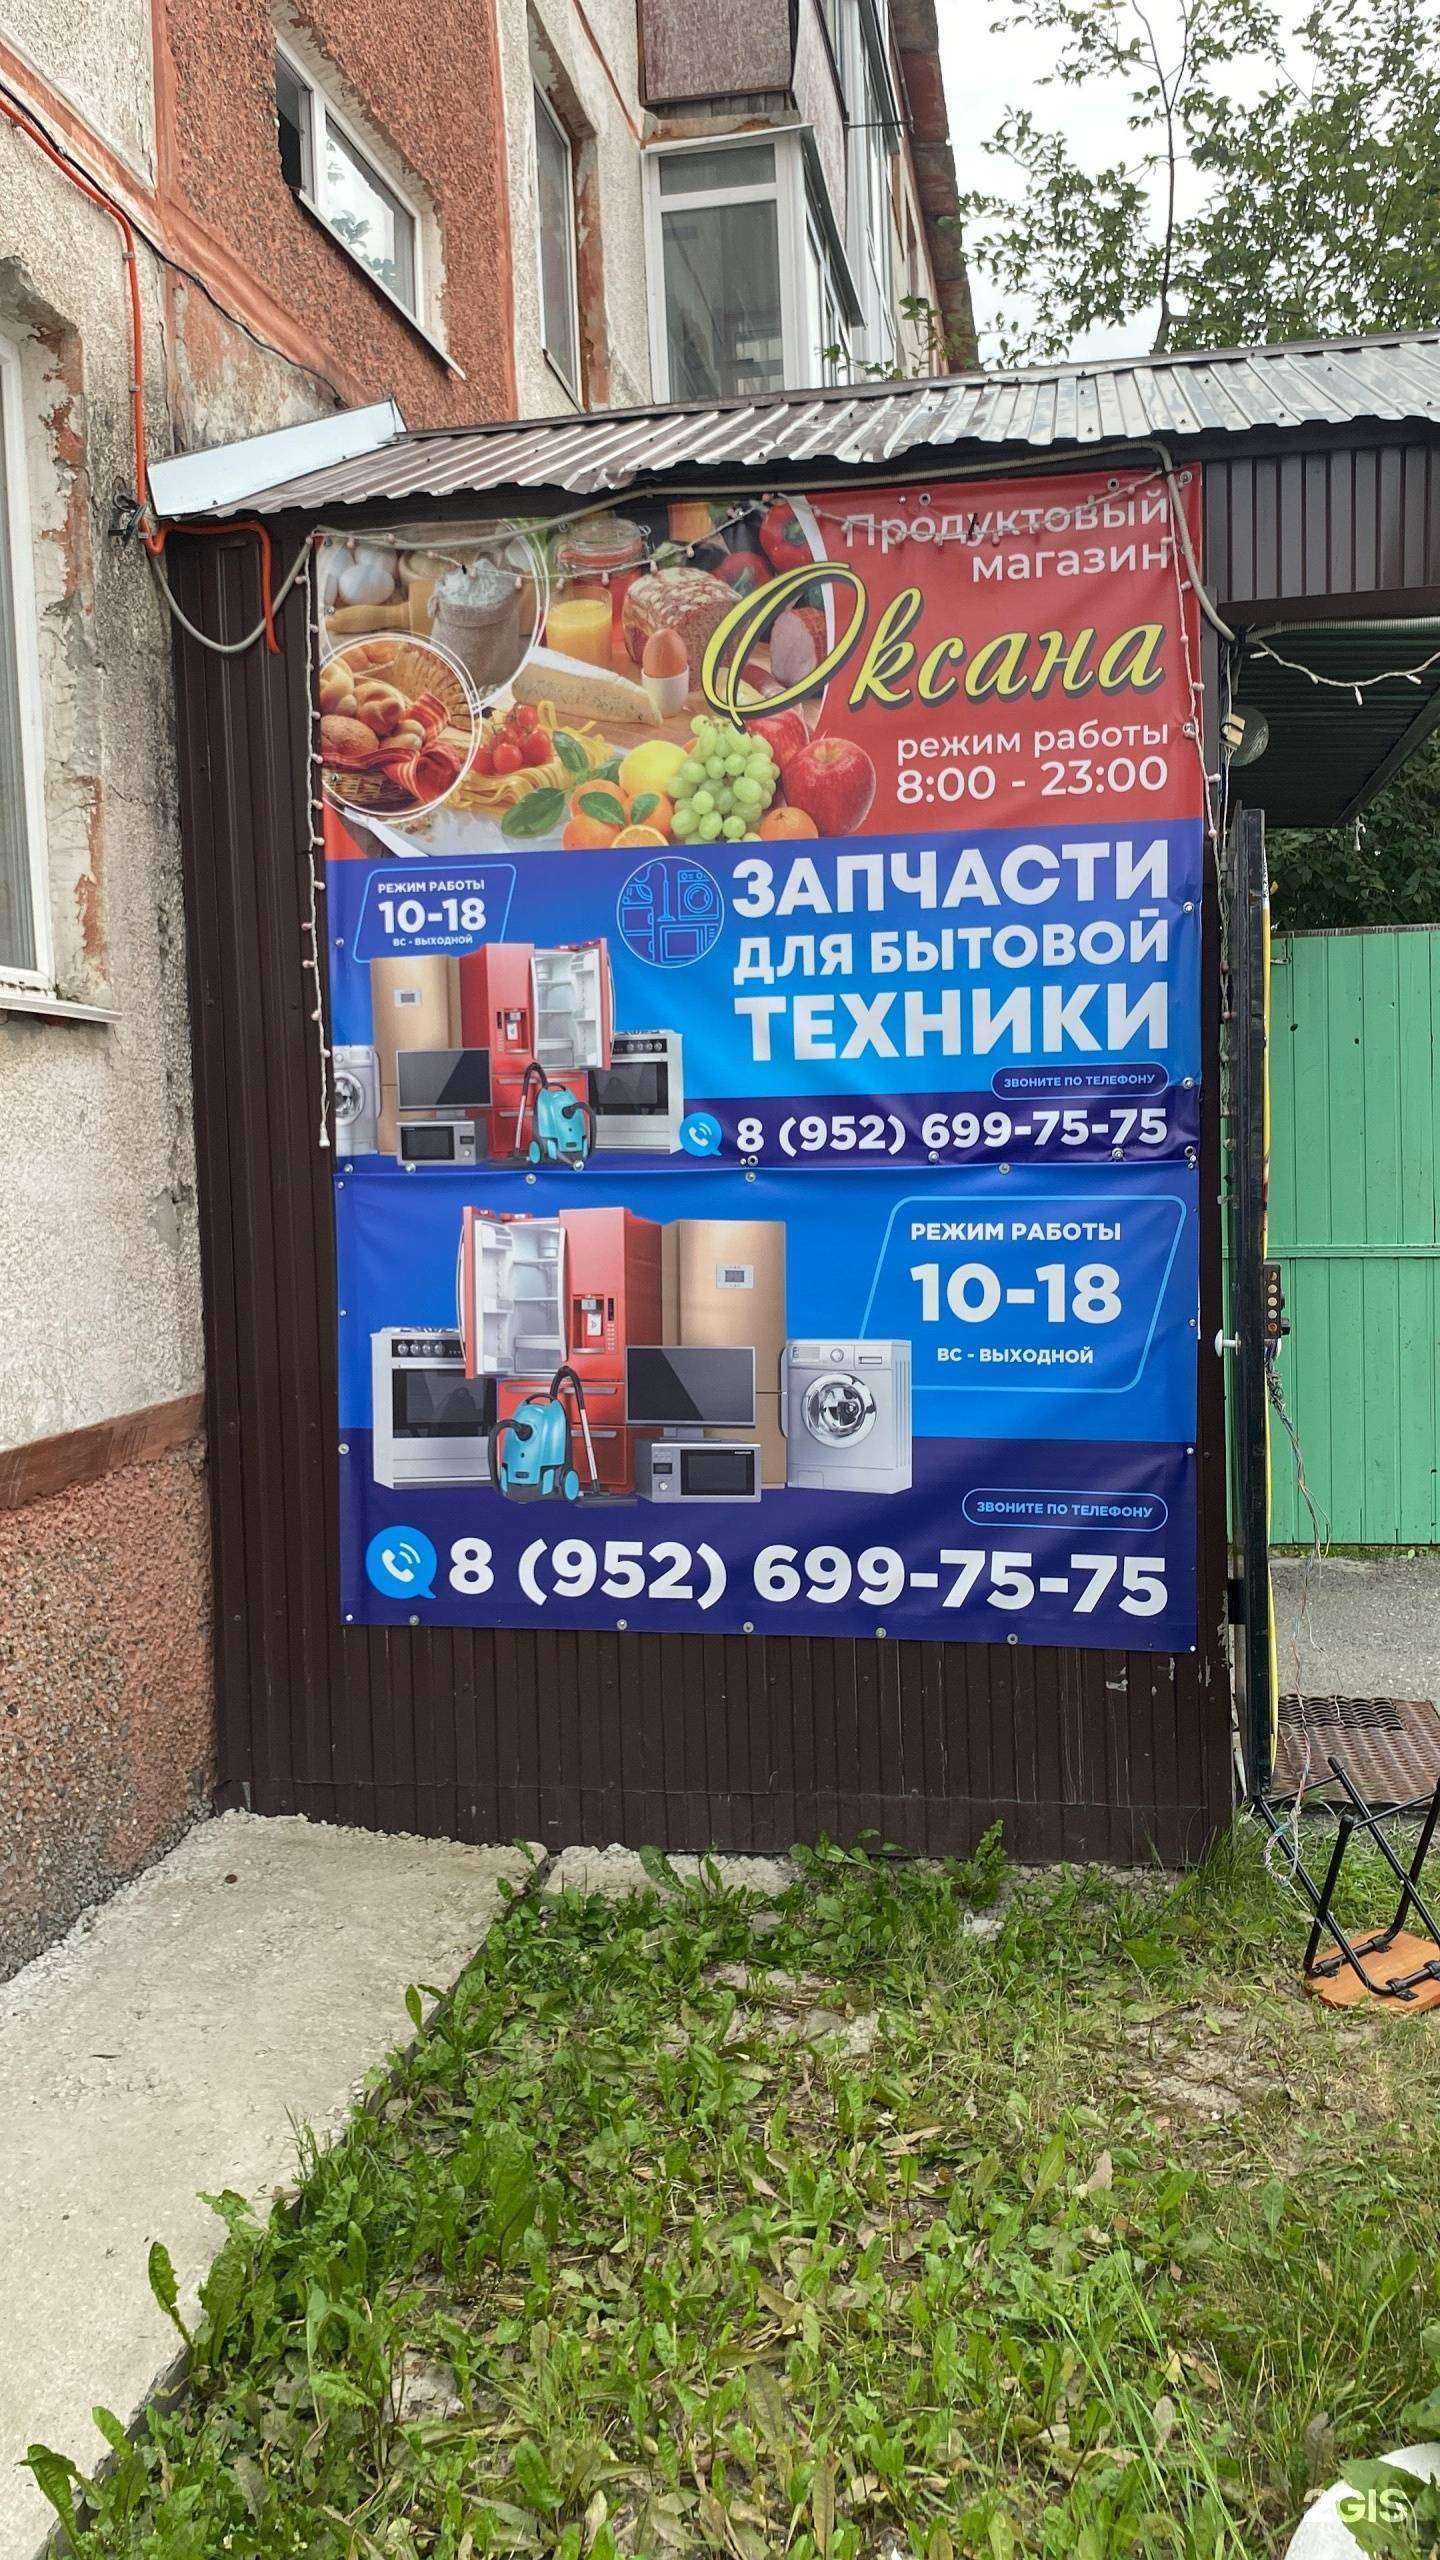 Продуктовый
магазин
Оксана
режим работы
8:00 - 23:00
РЕЖИМ РАБОТЫ
10-18
ВС - ВЫХОДНОЙ
ЗАПЧАСТИ
ДЛЯ БЫТОВОЙ
ТЕХНИКИ
ЗВОНИТЕ ПО ТЕЛЕФОНУ
8 (952) 699-75-75
РЕЖИМ РАБОТЫ
10-18
ВС - ВЫХОДНОЙ
ЗВОНИТЕ ПО ТЕЛЕФОНУ
8 (952) 699-75-75
2GIS